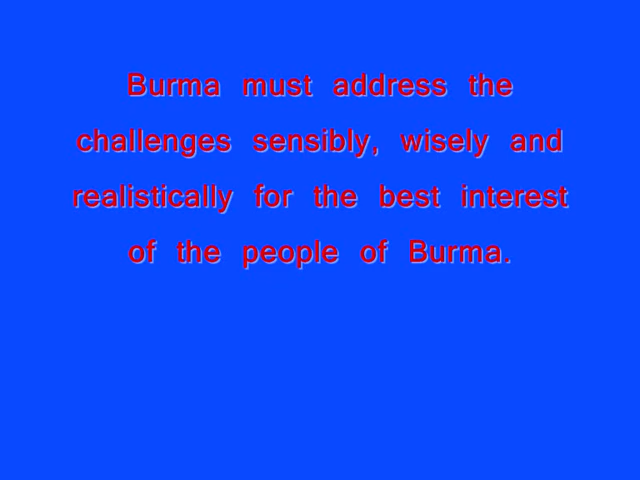 Burma must address the
challenges sensibly, wisely and
realistically for the best interest
of the people of Burma.